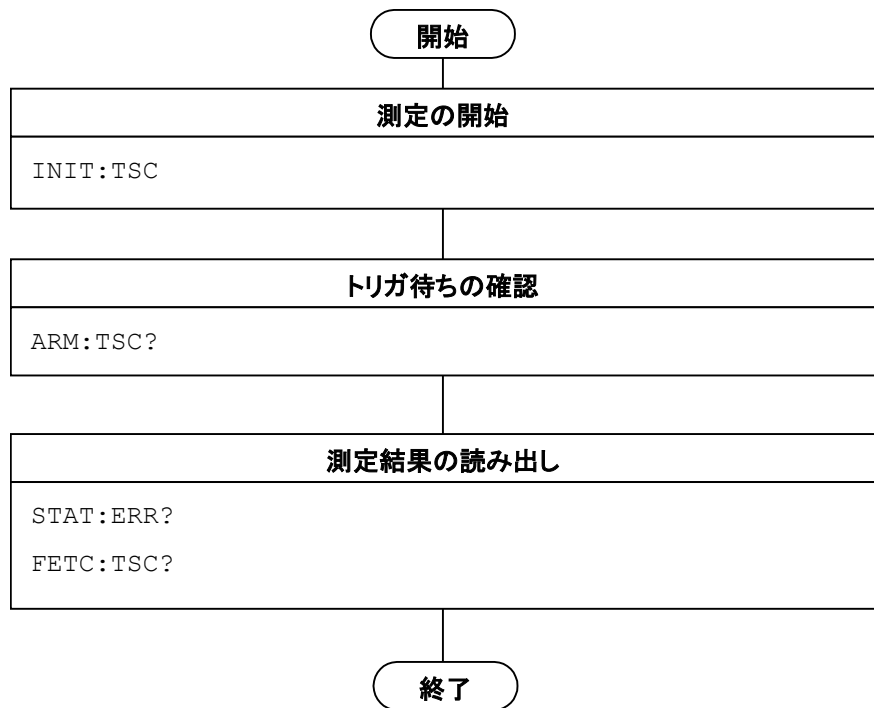 開始
測定の開始
INIT:TSC
トリガ待ちの確認
ARM:TSC?
測定結果の読み出し
STAT:ERR?
FETC:TSC?
終了